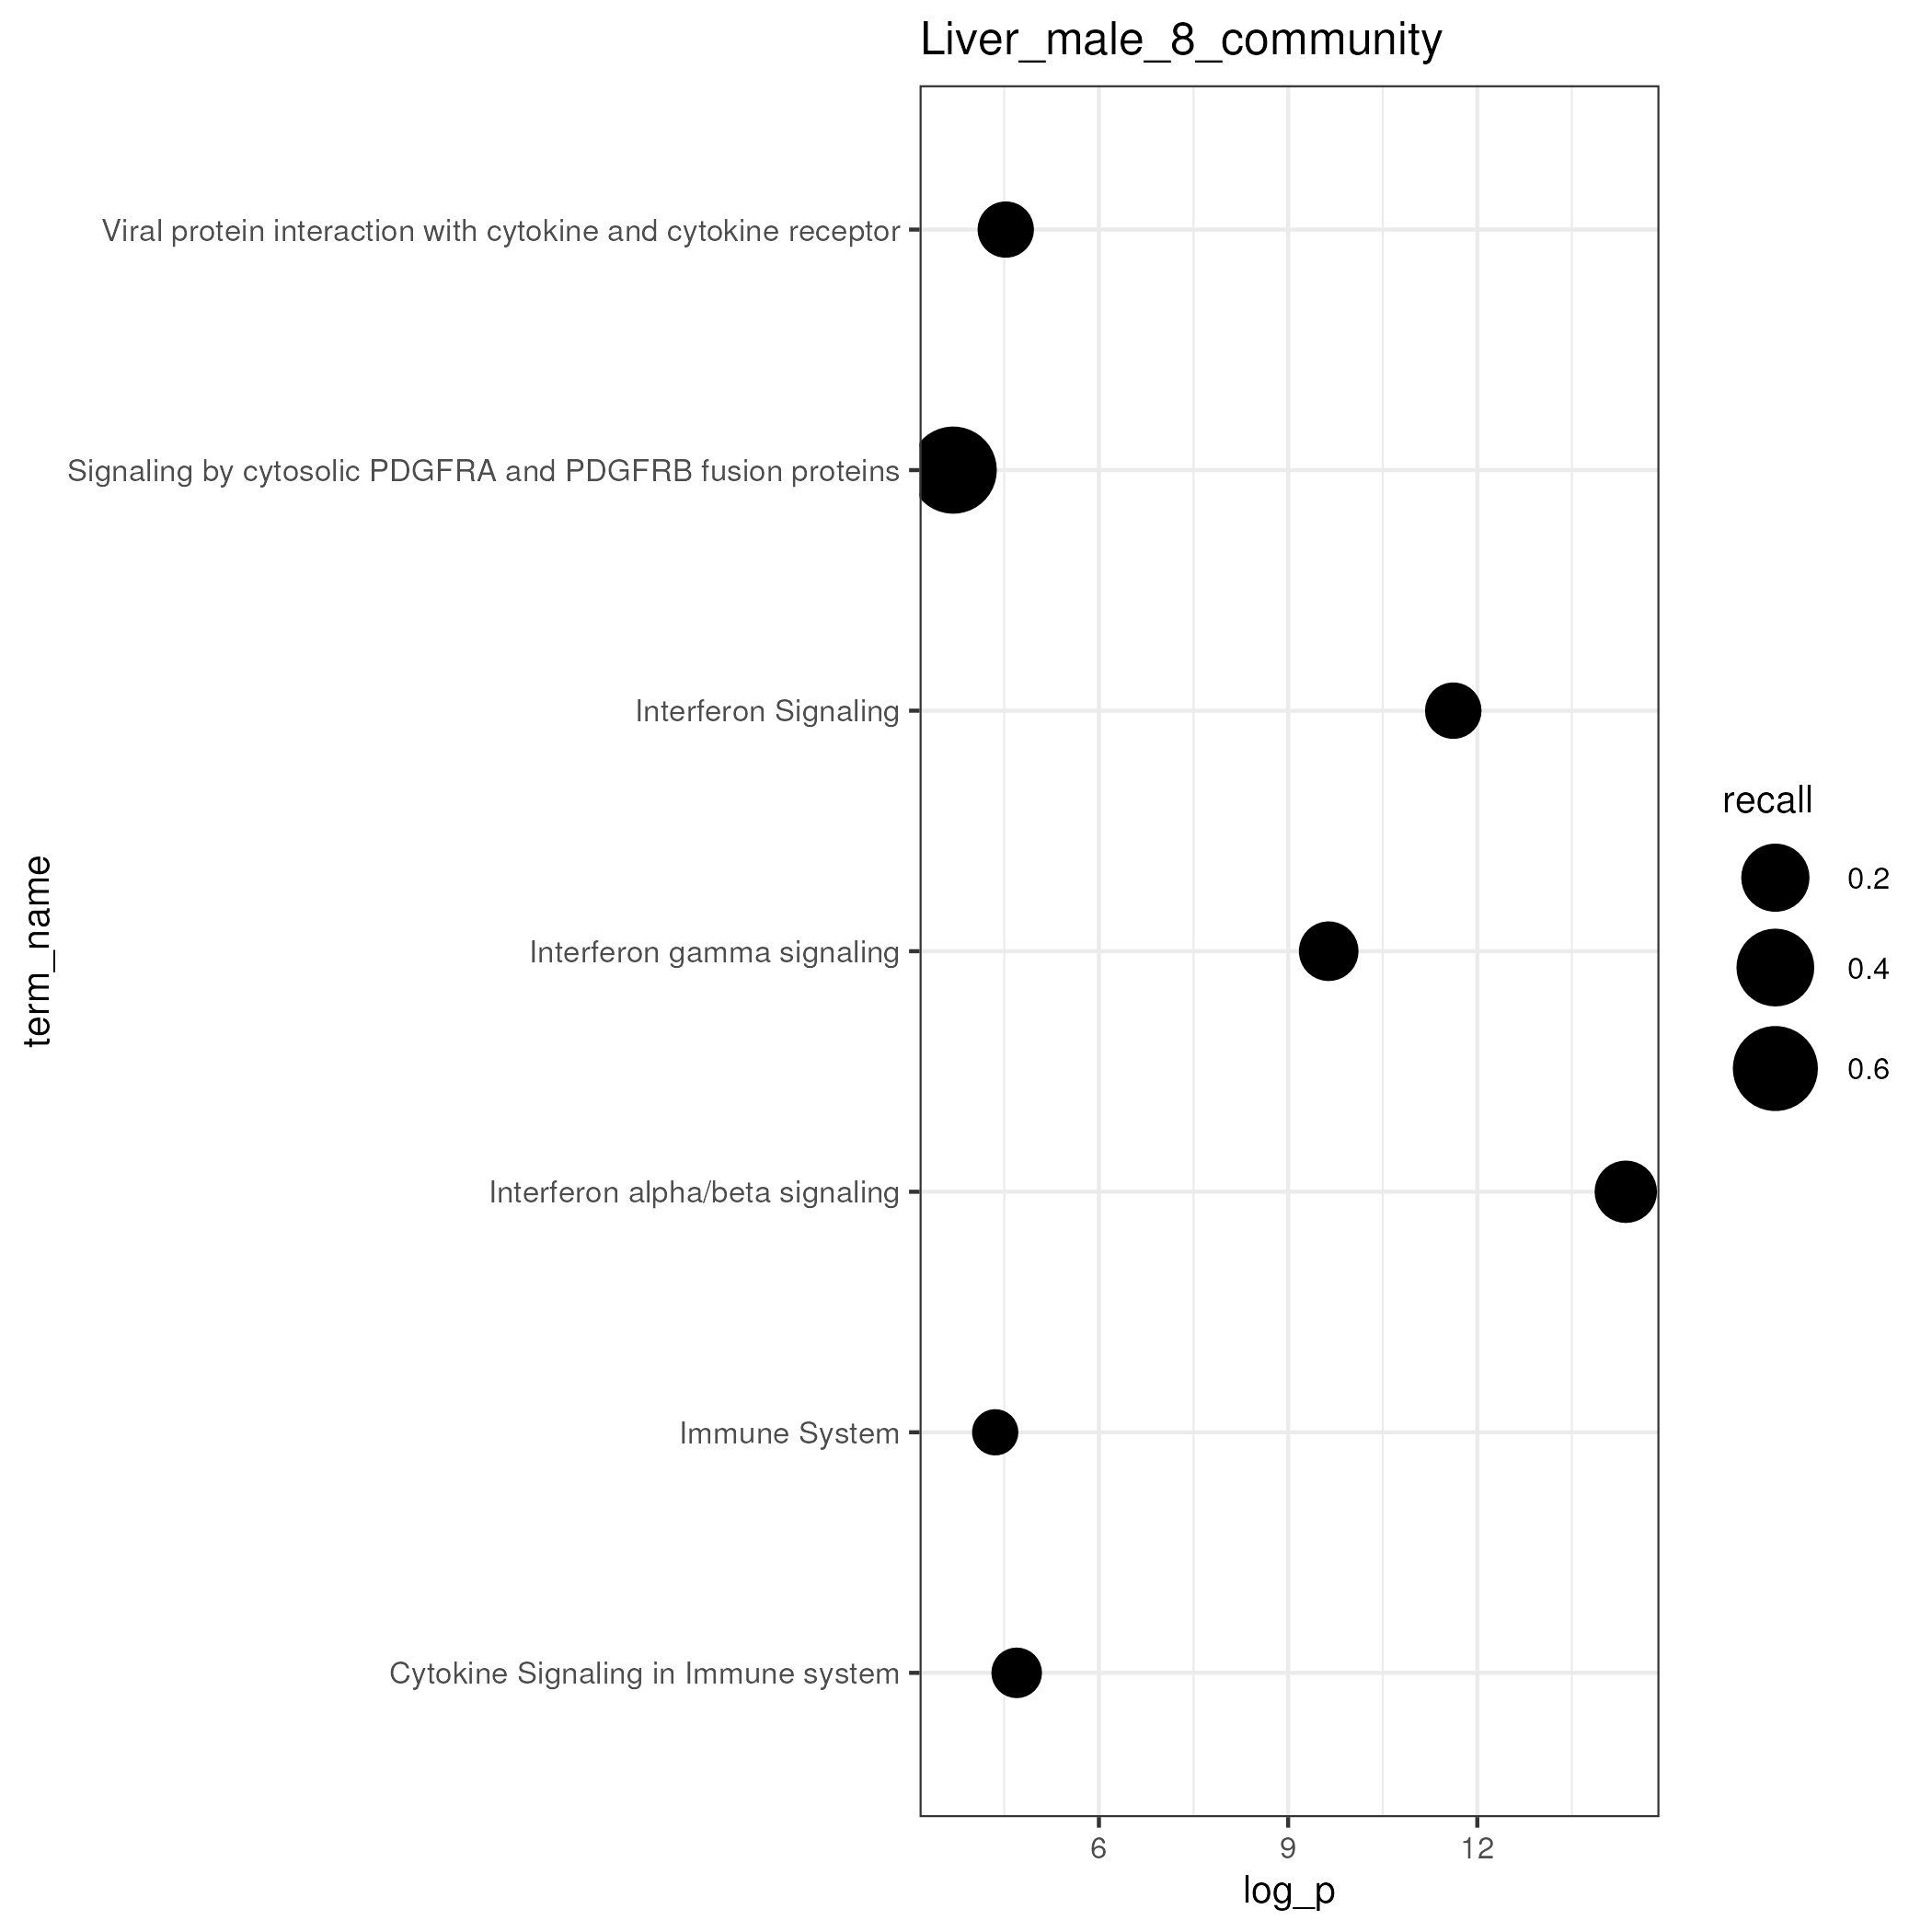 Liver_male_8_community
Viral protein interaction with cytokine and cytokine receptor
Signaling by cytosolic PDGFRA and PDGFRB fusion proteins
Interferon Signaling
Interferon gamma signaling
Interferon alpha/beta signaling
Immune System
Cytokine Signaling in Immune system
term_name
6 9 12
log_p
recall
0.2
0.4
0.6